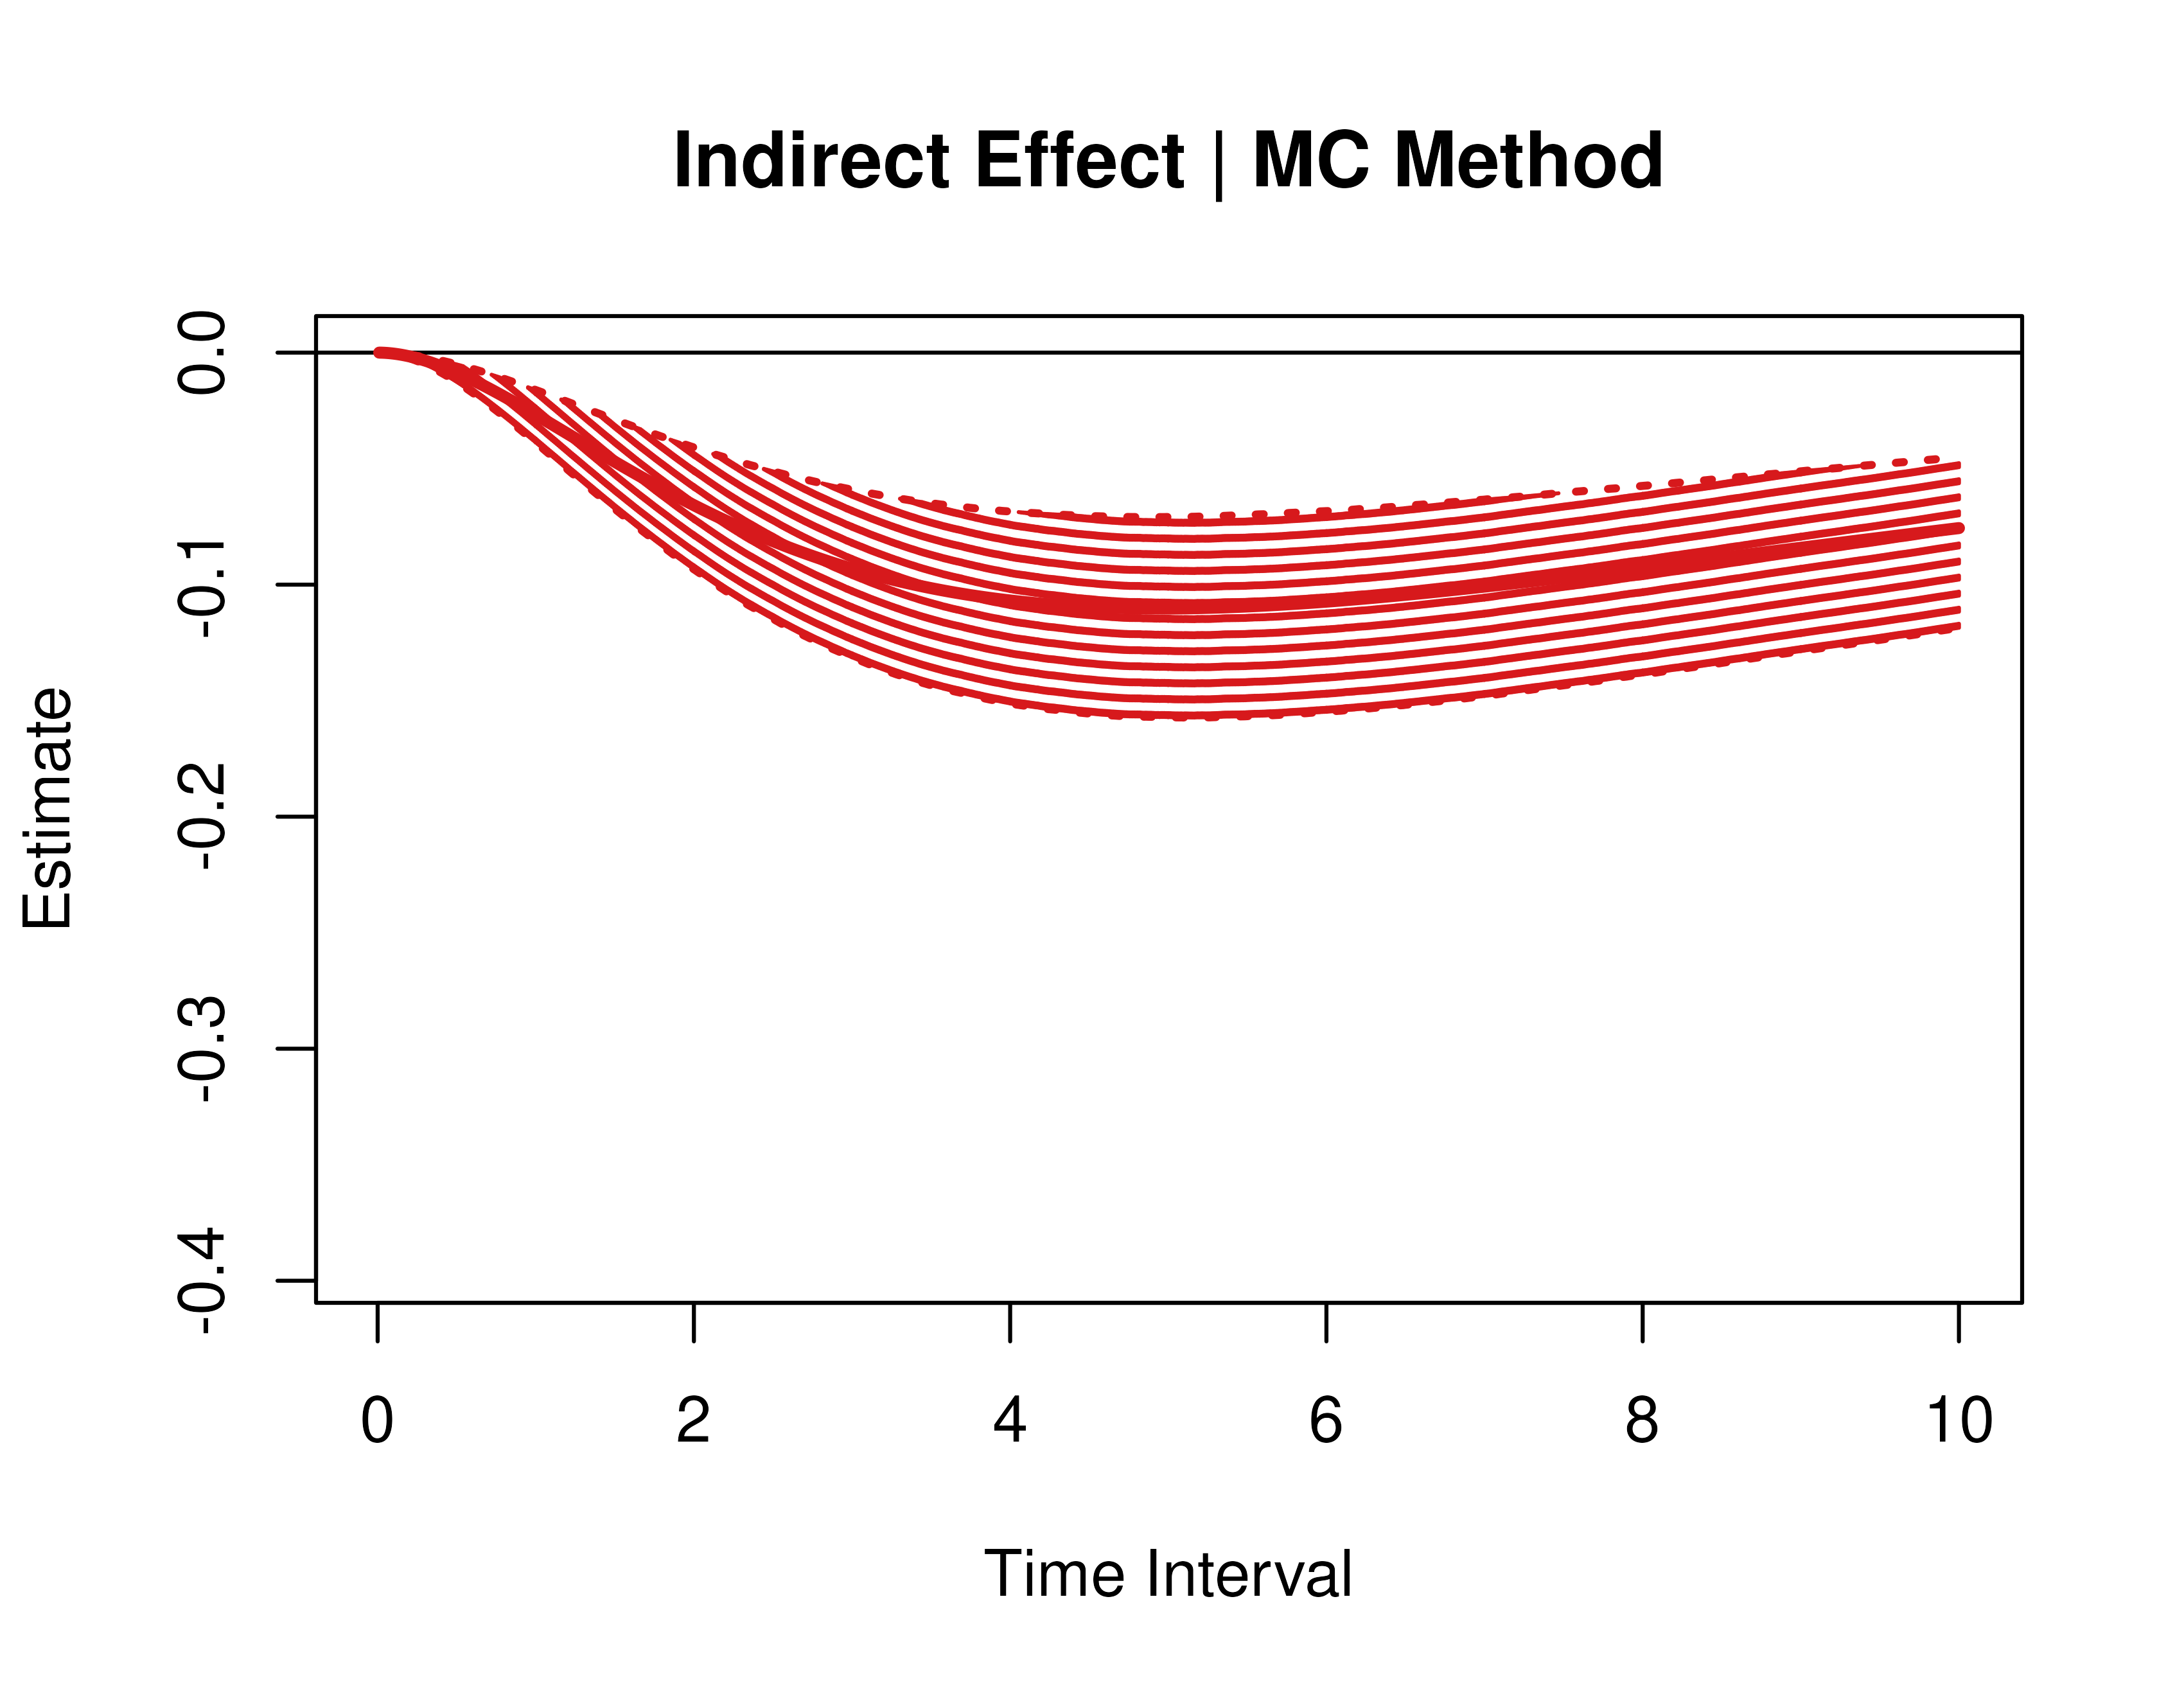 Indirect Effect | MC Method
Estimate
0.0
-0.1
-0.2
-0.3
-0.4
0 2 4 6 8 10
Time Interval